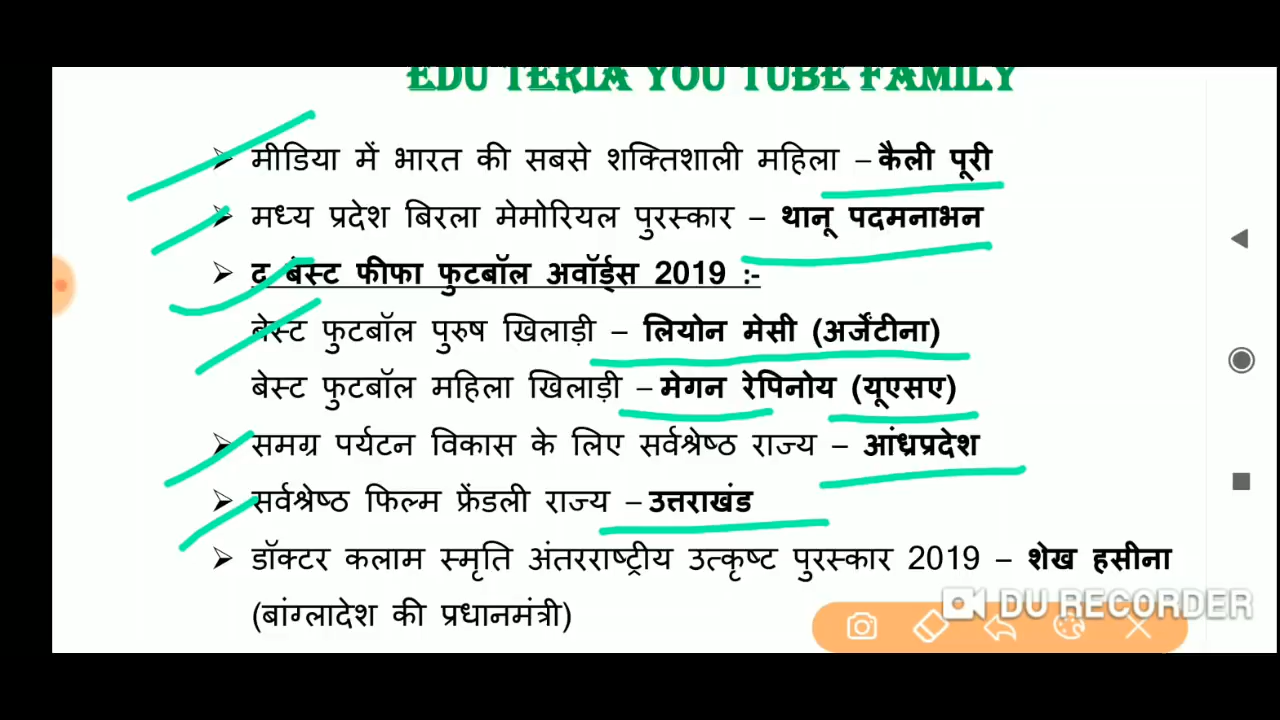 EDU TERIA YOU TUBE FAMILY
➢ मीडिया में भारत की सबसे शक्तिशाली महिला – कैली पूरी
➢ मध्य प्रदेश बिरला मेमोरियल पुरस्कार – थानू पदमनाभन
➢ द बेस्ट फीफा फुटबॉल अवॉर्ड्स 2019 :-
बेस्ट फुटबॉल पुरुष खिलाड़ी – लियोन मेसी (अर्जेंटीना)
बेस्ट फुटबॉल महिला खिलाड़ी – मेगन रेपिनोय (यूएसए)
➢ समग्र पर्यटन विकास के लिए सर्वश्रेष्ठ राज्य – आंध्रप्रदेश
➢ सर्वश्रेष्ठ फिल्म फ्रेंडली राज्य – उत्तराखंड
➢ डॉक्टर कलाम स्मृति अंतरराष्ट्रीय उत्कृष्ट पुरस्कार 2019 – शेख हसीना
(बांग्लादेश की प्रधानमंत्री)
DU RECORDER